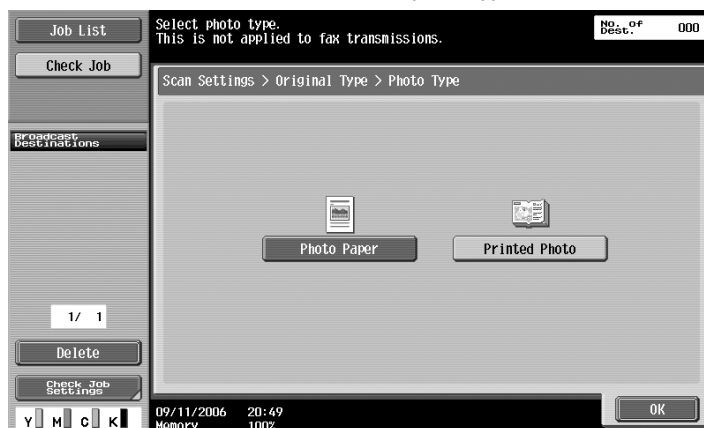 Job List
Check Job
Broadcast
Destinations
1/ 1
Delete
Check Job
Settings
Y M C K
Select photo type.
This is not applied to fax transmissions.
No. of
Dest.
000
Scan Settings > Original Type > Photo Type
Photo Paper
Printed Photo
09/11/2006 20:49
Memory 100%
OK